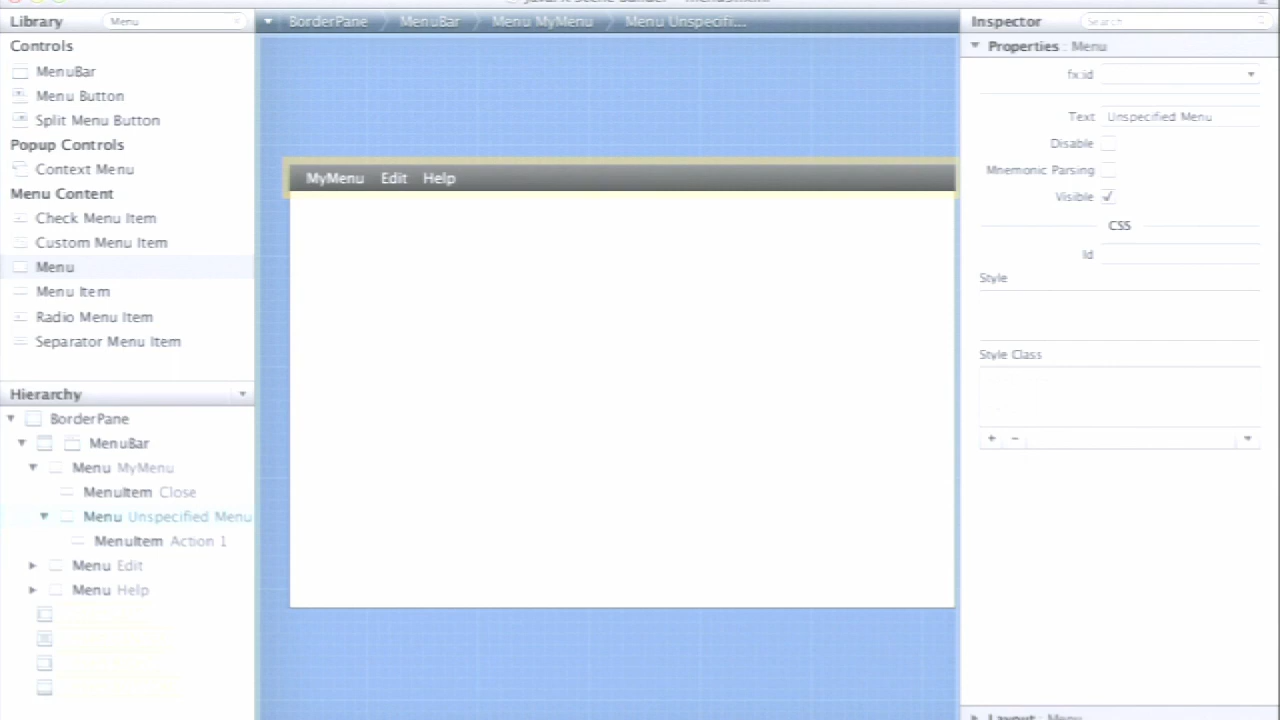 Library Menu
Controls
MenuBar
Menu Button
Split Menu Button
Popup Controls
Context Menu
Menu Content
Check Menu Item
Custom Menu Item
Menu
Menu Item
Radio Menu Item
Separator Menu Item
Hierarchy
BorderPane
MenuBar
Menu MyMenu
MenuItem Close
Menu Unspecified Menu
MenuItem Action 1
Menu Edit
Menu Help
BorderPane MenuBar Menu MyMenu Menu Unspecifi...
MyMenu Edit Help
Inspector Search
Properties : Menu
fx:id
Text Unspecified Menu
Disable
Mnemonic Parsing
Visible
CSS
Id
Style
Style Class
+ −
Layout : Menu